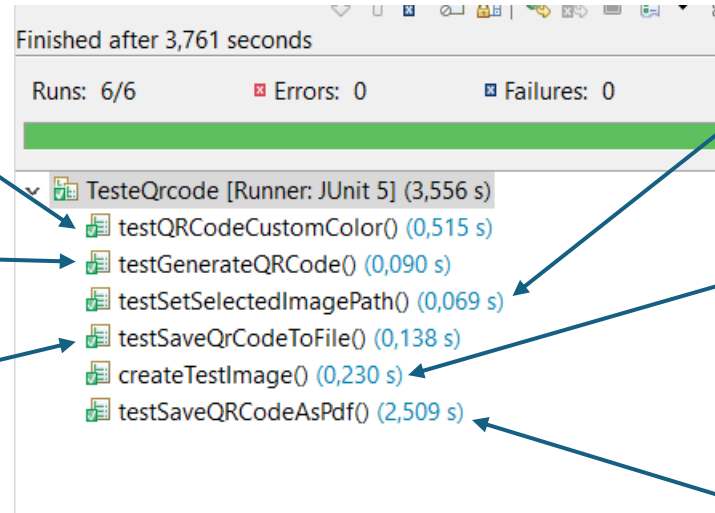 Finished after 3,761 seconds
Runs: 6/6 Errors: 0 Failures: 0
TesteQrcode [Runner: JUnit 5] (3,556 s)
testQRCodeCustomColor() (0,515 s)
testGenerateQRCode() (0,090 s)
testSetSelectedImagePath() (0,069 s)
testSaveQrCodeToFile() (0,138 s)
createTestImage() (0,230 s)
testSaveQRCodeAsPdf() (2,509 s)